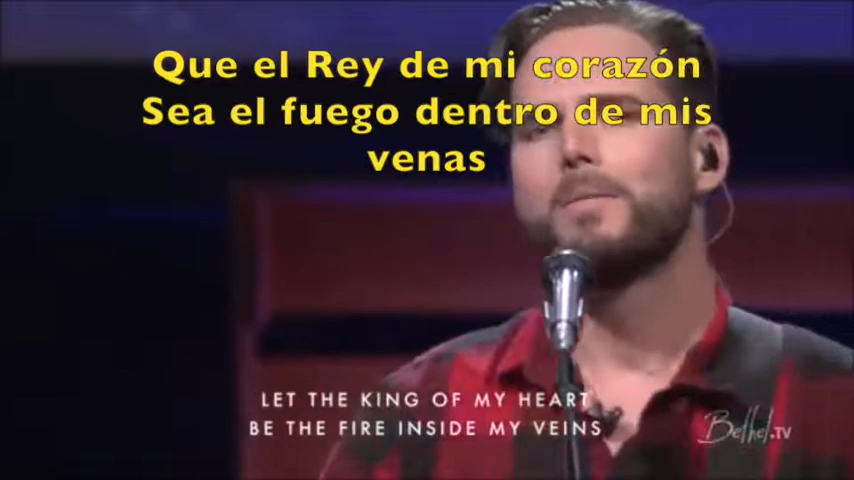 Que el Rey de mi corazón
Sea el fuego dentro de mis
venas
LET THE KING OF MY HEART
BE THE FIRE INSIDE MY VEINS
Bethel.TV